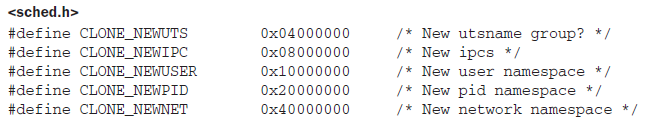 <sched.h>
#define CLONE_NEWUTS 0x04000000 /* New utsname group? */
#define CLONE_NEWIPC 0x08000000 /* New ipcs */
#define CLONE_NEWUSER 0x10000000 /* New user namespace */
#define CLONE_NEWPID 0x20000000 /* New pid namespace */
#define CLONE_NEWNET 0x40000000 /* New network namespace */